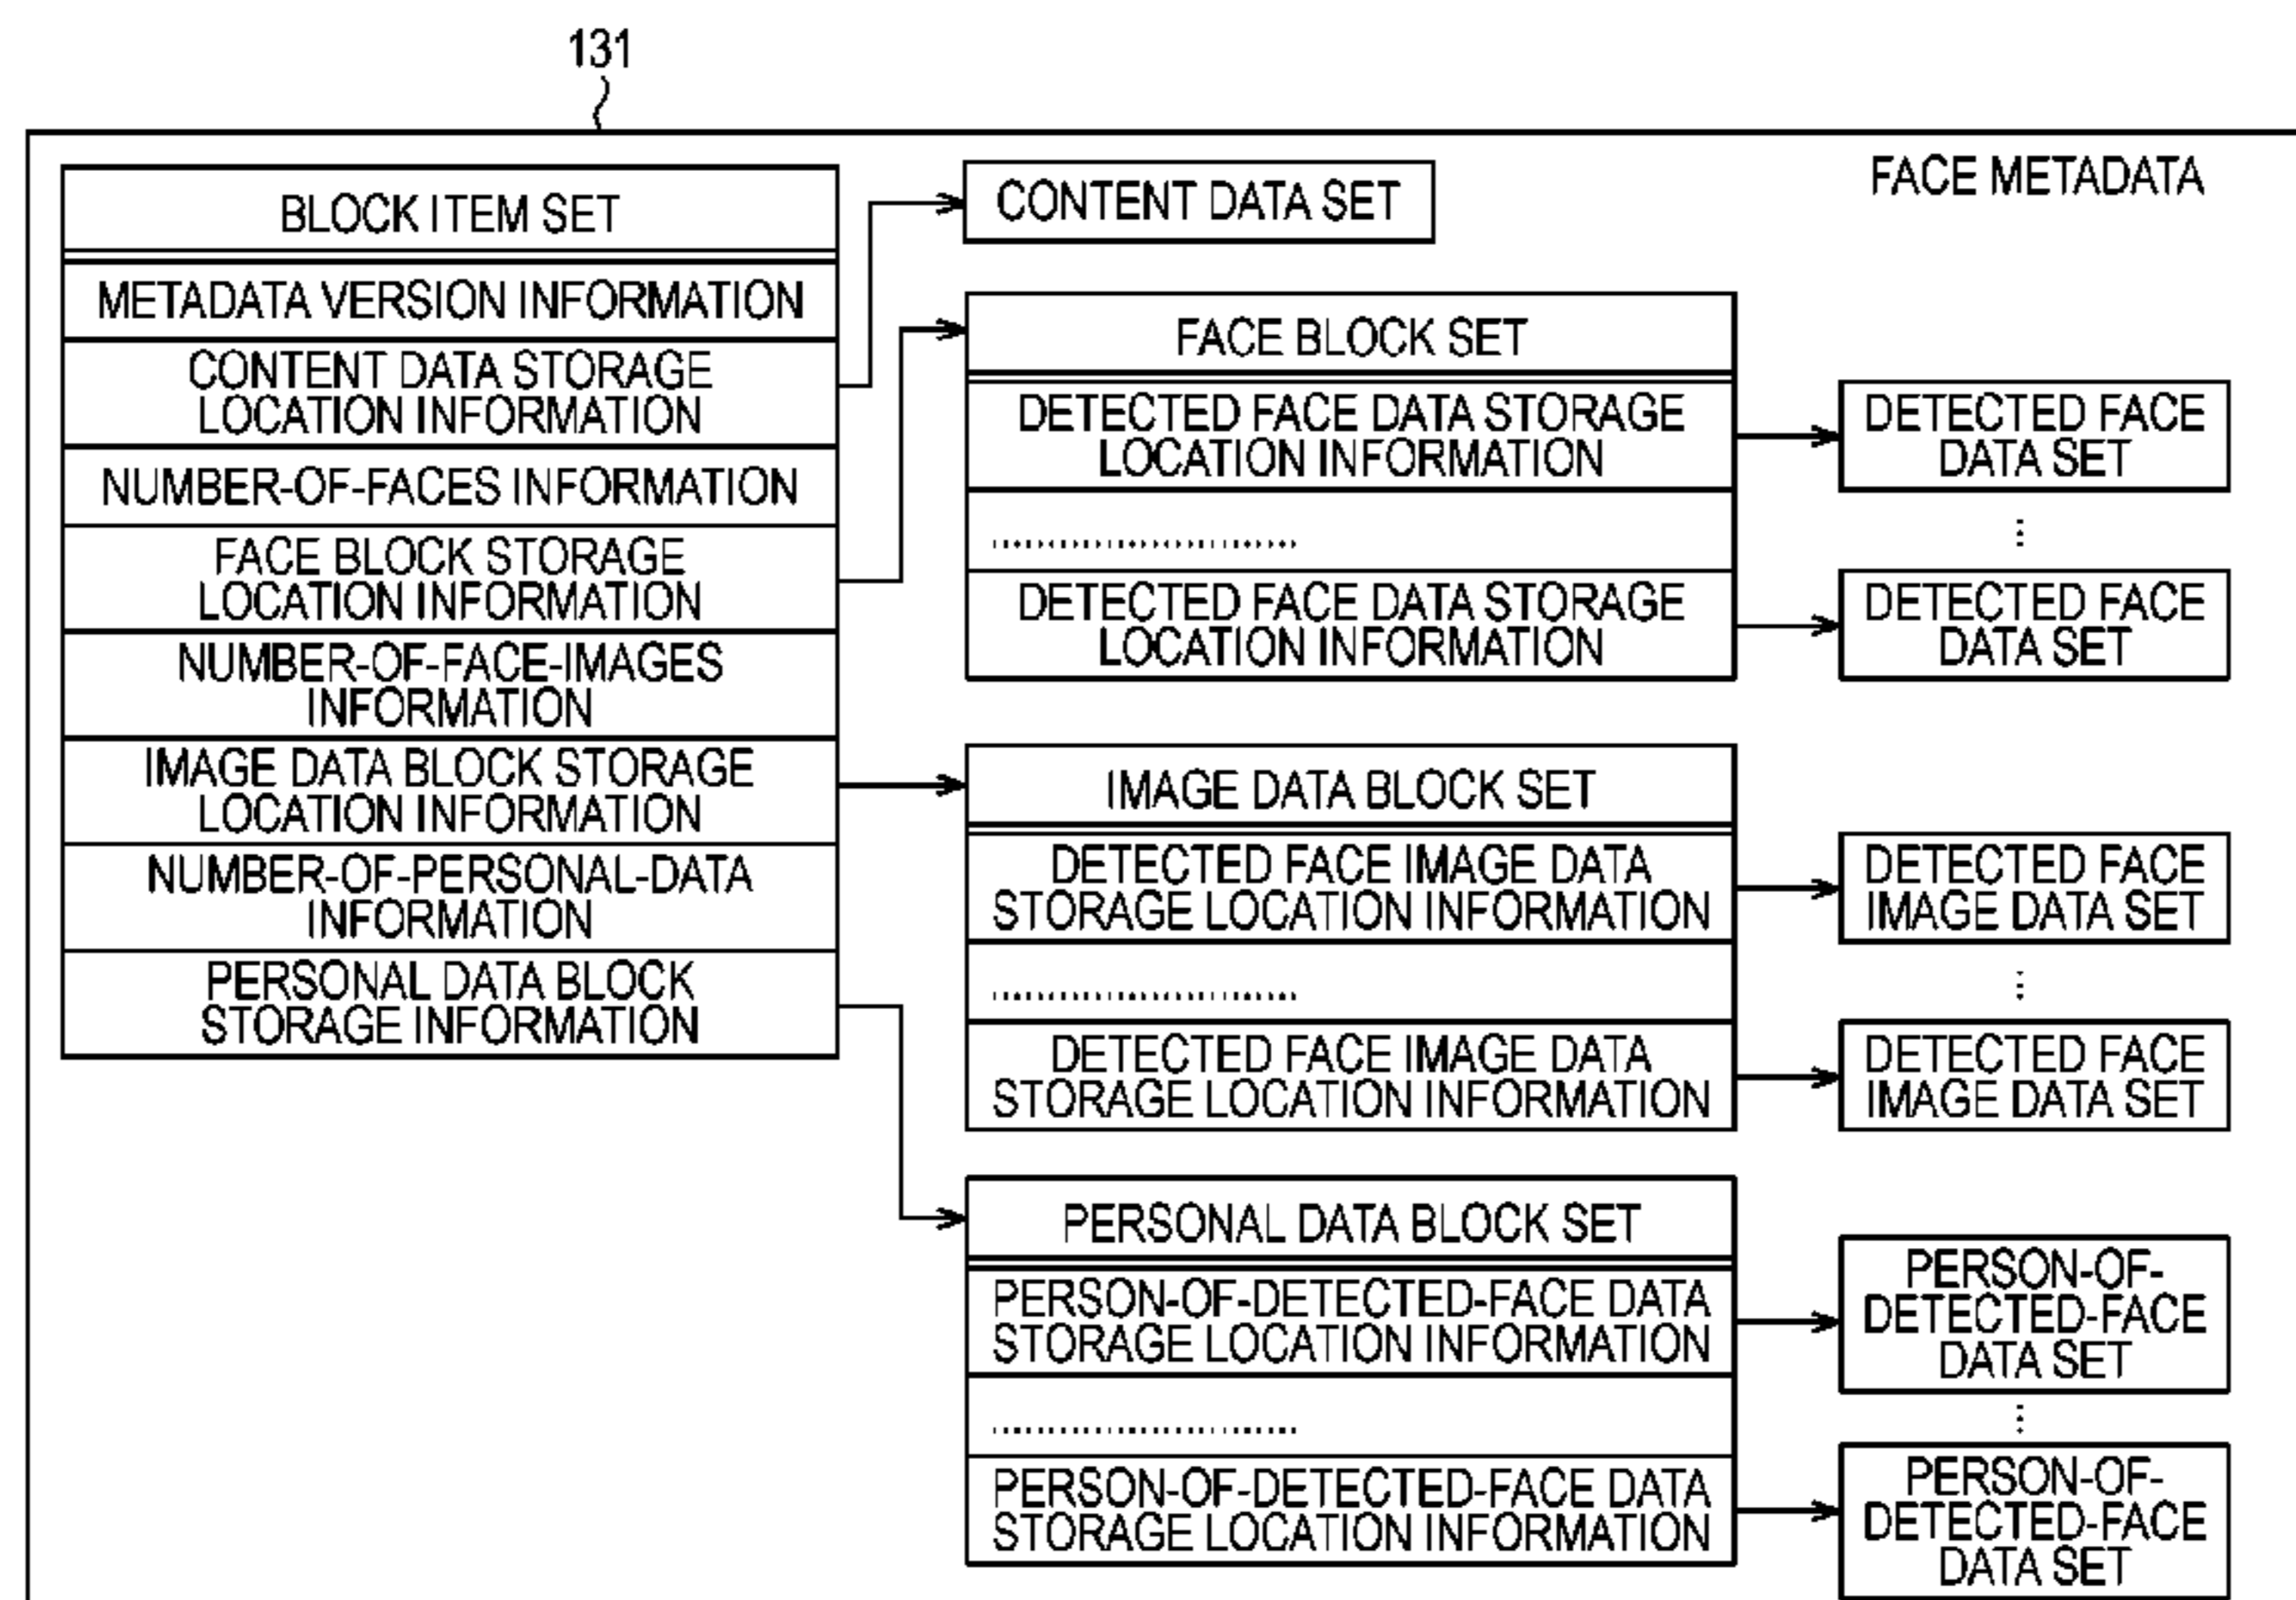 131
FACE METADATA
BLOCK ITEM SET
METADATA VERSION INFORMATION
CONTENT DATA STORAGE
LOCATION INFORMATION
NUMBER-OF-FACES INFORMATION
FACE BLOCK STORAGE
LOCATION INFORMATION
NUMBER-OF-FACE-IMAGES
INFORMATION
IMAGE DATA BLOCK STORAGE
LOCATION INFORMATION
NUMBER-OF-PERSONAL-DATA
INFORMATION
PERSONAL DATA BLOCK
STORAGE INFORMATION
CONTENT DATA SET
FACE BLOCK SET
DETECTED FACE DATA STORAGE
LOCATION INFORMATION
..........................
DETECTED FACE DATA STORAGE
LOCATION INFORMATION
DETECTED FACE
DATA SET
⋮
DETECTED FACE
DATA SET
IMAGE DATA BLOCK SET
DETECTED FACE IMAGE DATA
STORAGE LOCATION INFORMATION
..........................
DETECTED FACE IMAGE DATA
STORAGE LOCATION INFORMATION
DETECTED FACE
IMAGE DATA SET
⋮
DETECTED FACE
IMAGE DATA SET
PERSONAL DATA BLOCK SET
PERSON-OF-DETECTED-FACE DATA
STORAGE LOCATION INFORMATION
..........................
PERSON-OF-DETECTED-FACE DATA
STORAGE LOCATION INFORMATION
PERSON-OF-
DETECTED-FACE
DATA SET
⋮
PERSON-OF-
DETECTED-FACE
DATA SET